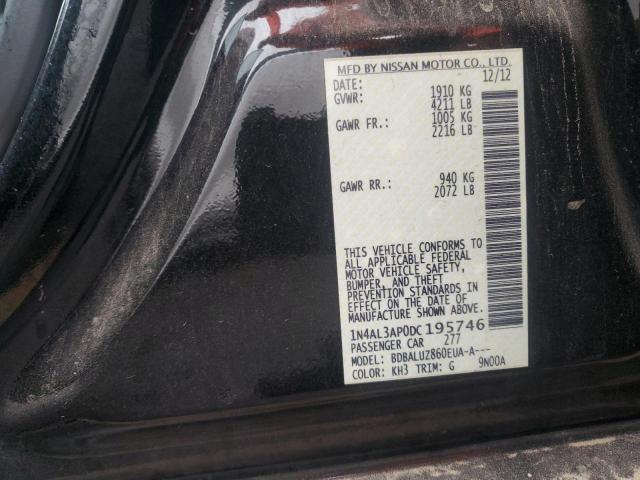 MFD BY NISSAN MOTOR CO., LTD.
DATE: 12/12
GVWR: 1910 KG
4211 LB
GAWR FR.: 1005 KG
2216 LB
GAWR RR.: 940 KG
2072 LB
THIS VEHICLE CONFORMS TO
ALL APPLICABLE FEDERAL
MOTOR VEHICLE SAFETY,
BUMPER, AND THEFT
PREVENTION STANDARDS IN
EFFECT ON THE DATE OF
MANUFACTURE SHOWN ABOVE.
1N4AL3AP0DC195746
PASSENGER CAR 277
MODEL: BDBALUZ860EUA-A---
COLOR: KH3 TRIM: G 9N00A